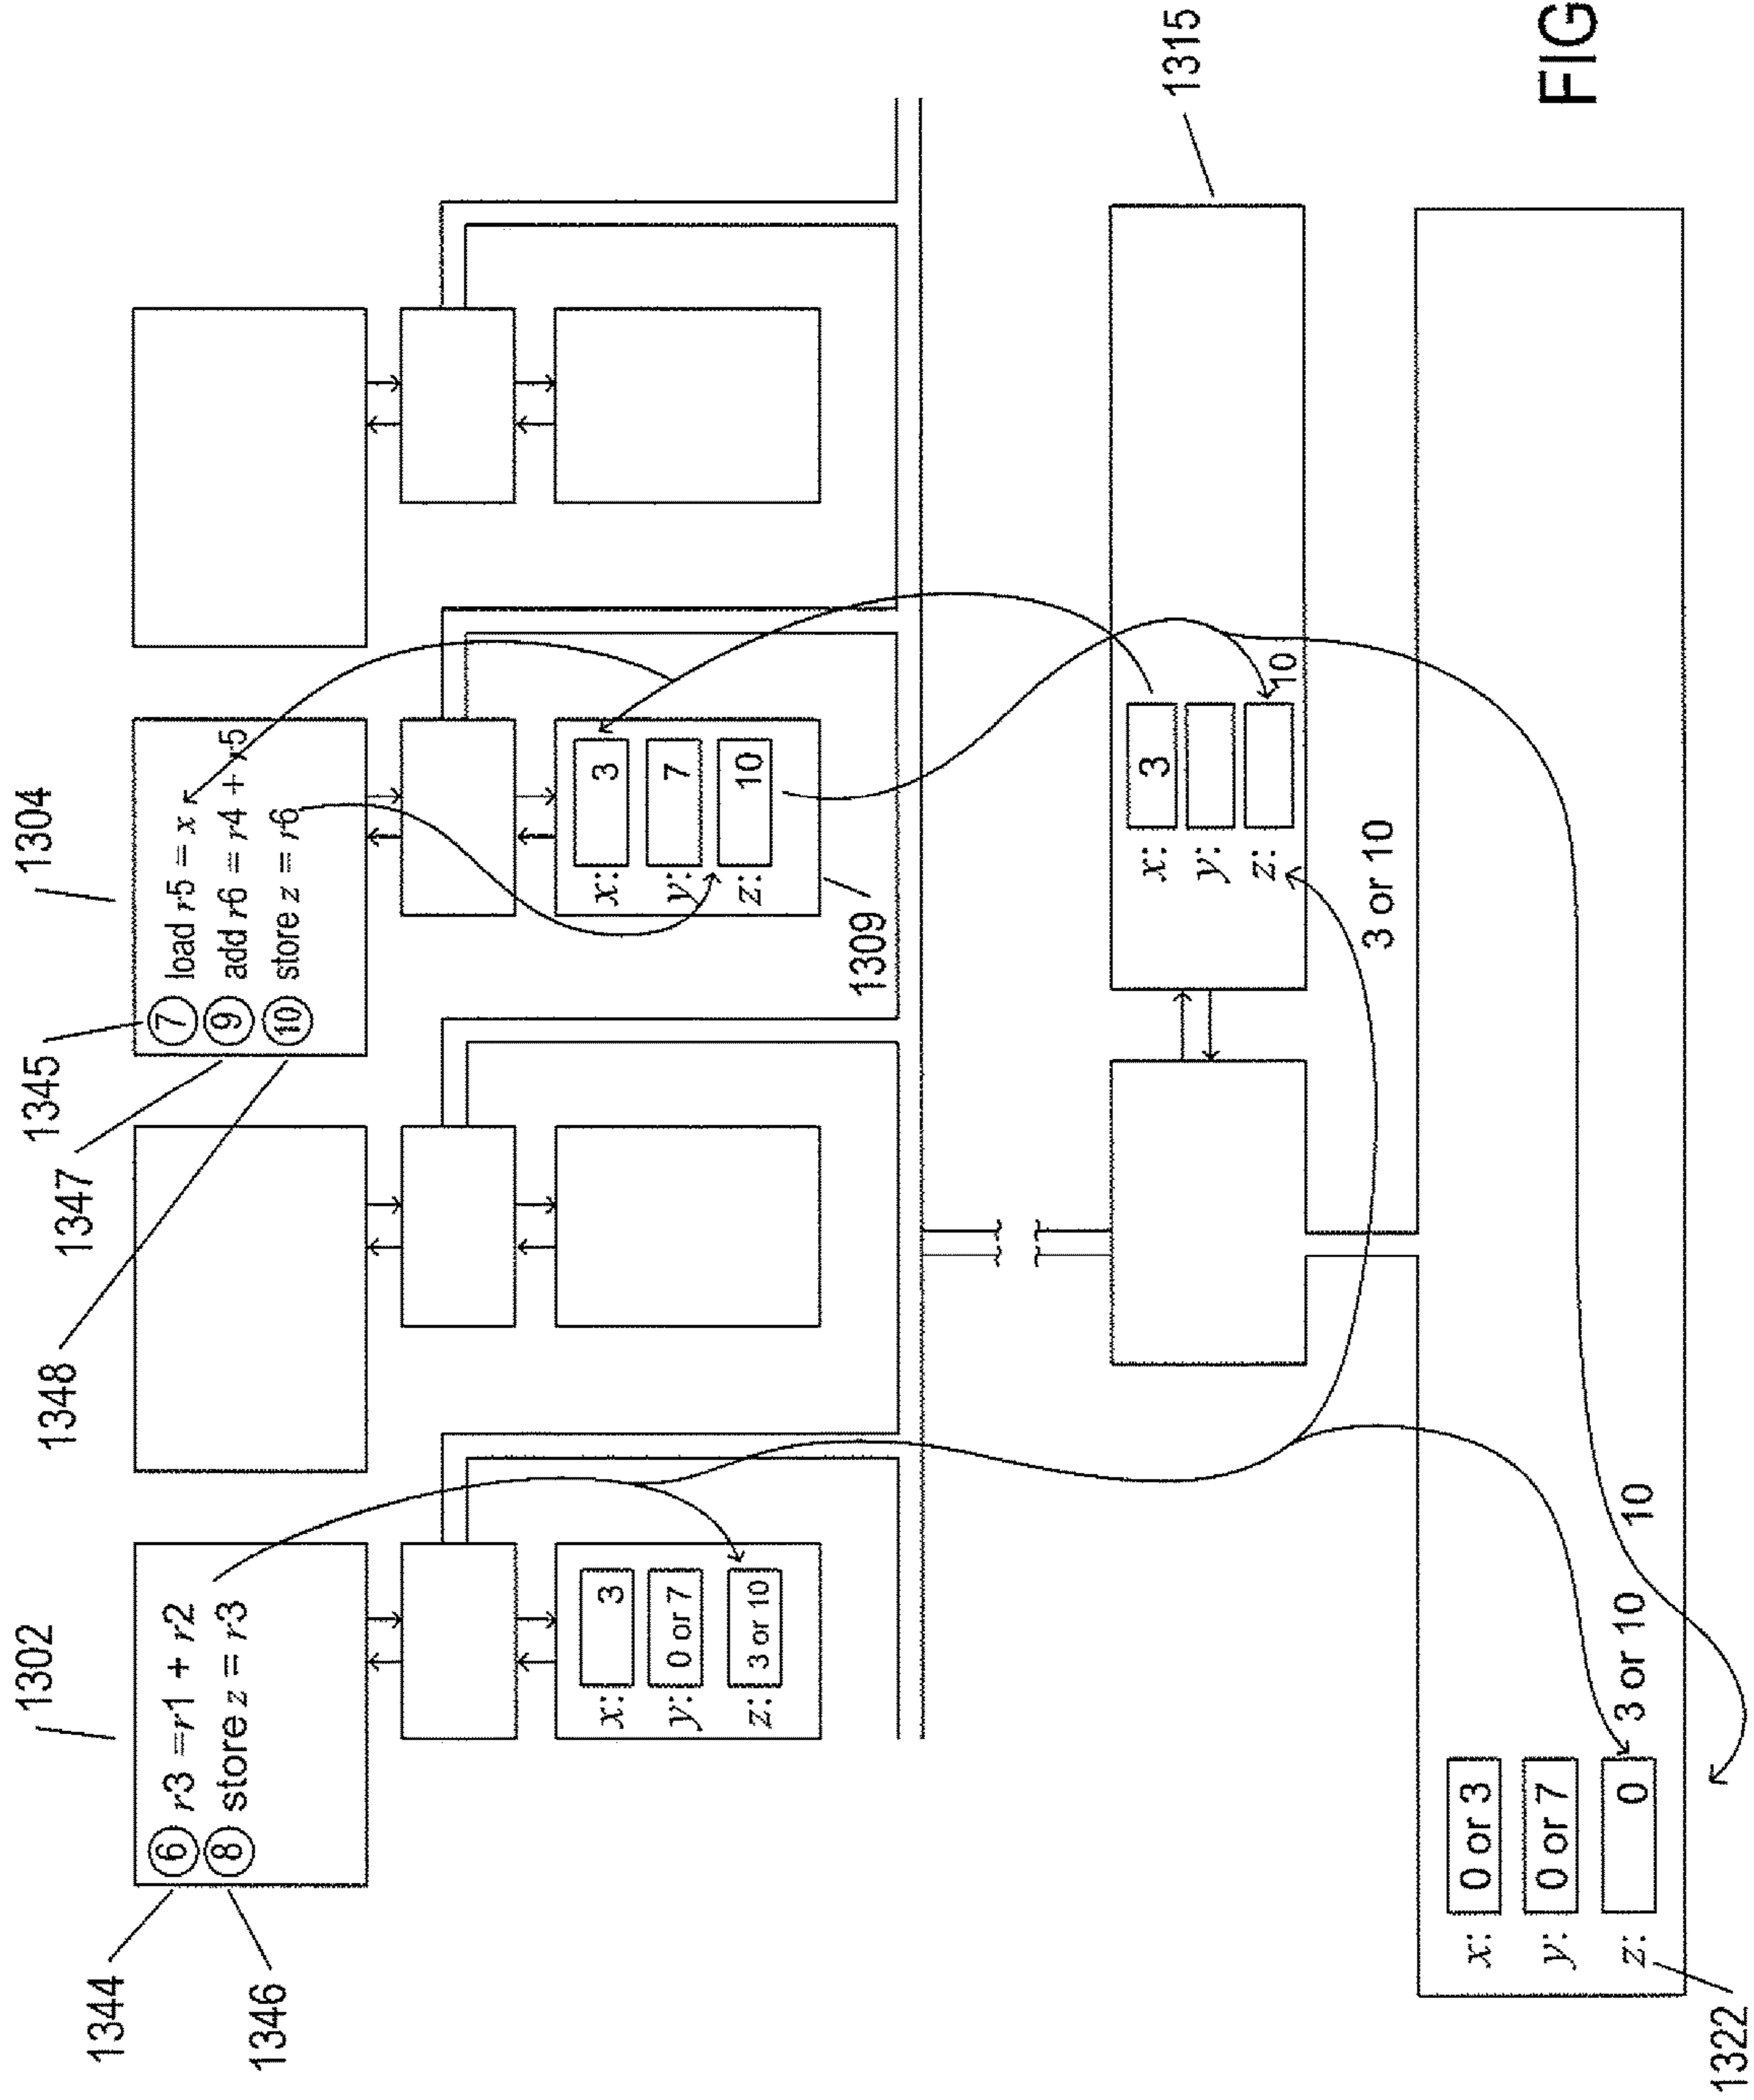 1302
1304
1344
1346
1348
1347
1345
⑥ r3 =r1 + r2
⑧ store z = r3
⑦ load r5 = x
⑨ add r6 = r4 + r5
⑩ store z = r6
x: 3
y: 0 or 7
z: 3 or 10
x: 3
y: 7
z: 10
1309
x: 3
y:
z: 10
3 or 10
1315
x: 0 or 3
y: 0 or 7
z: 0 3 or 10 10
1322
FIG